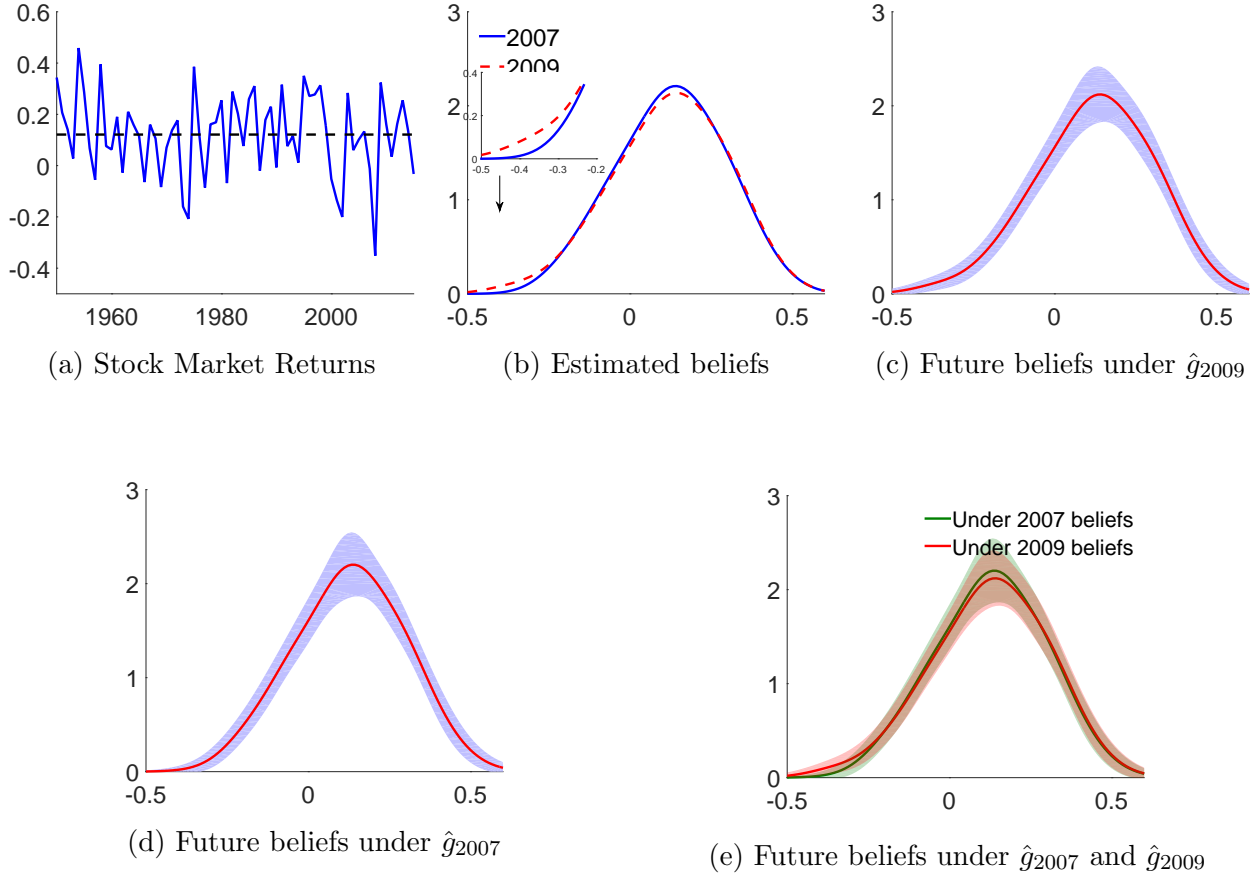 0.6
0.4
0.2
0
-0.2
-0.4
1960 1980 2000
(a) Stock Market Returns
3
2
1
0
2007
2009
0.4
0.2
0
-0.5 -0.4 -0.3 -0.2
-0.5 0 0.5
(b) Estimated beliefs
3
2
1
0
-0.5 0 0.5
(c) Future beliefs under ĝ2009
3
2
1
0
-0.5 0 0.5
(d) Future beliefs under ĝ2007
3
2
1
0
Under 2007 beliefs
Under 2009 beliefs
-0.5 0 0.5
(e) Future beliefs under ĝ2007 and ĝ2009